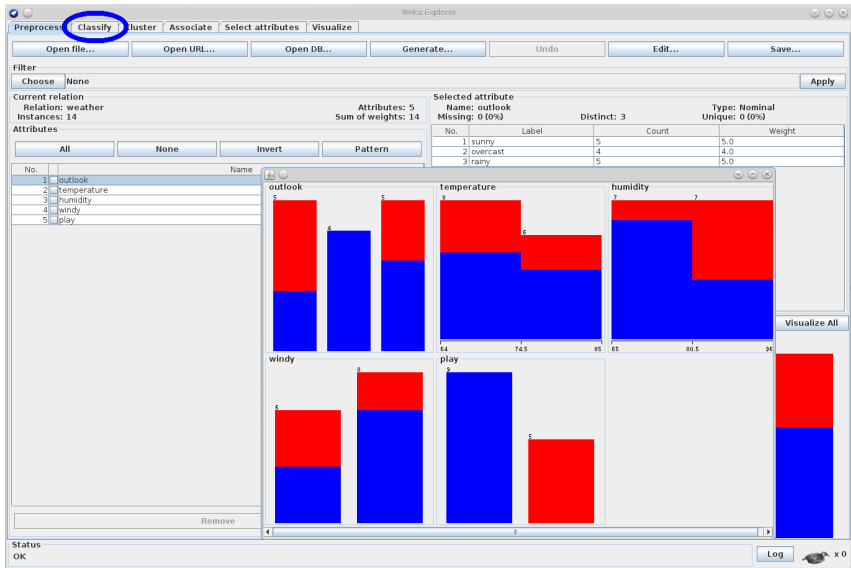 Weka Explorer
Preprocess Classify Cluster Associate Select attributes Visualize
Open file... Open URL... Open DB... Generate... Undo Edit... Save...
Filter
Choose None Apply
Current relation
Relation: weather Attributes: 5
Instances: 14 Sum of weights: 14
Selected attribute
Name: outlook Type: Nominal
Missing: 0 (0%) Distinct: 3 Unique: 0 (0%)
Attributes
All None Invert Pattern
No. Label Count Weight
1 sunny 5 5.0
2 overcast 4 4.0
3 rainy 5 5.0
No. Name
1 outlook
2 temperature
3 humidity
4 windy
5 play
outlook temperature humidity
5 4 5 8 6 7 7
64 74.5 85 65 80.5 96
Visualize All
windy play
6 8 9 5
Remove
Status
OK
Log x 0